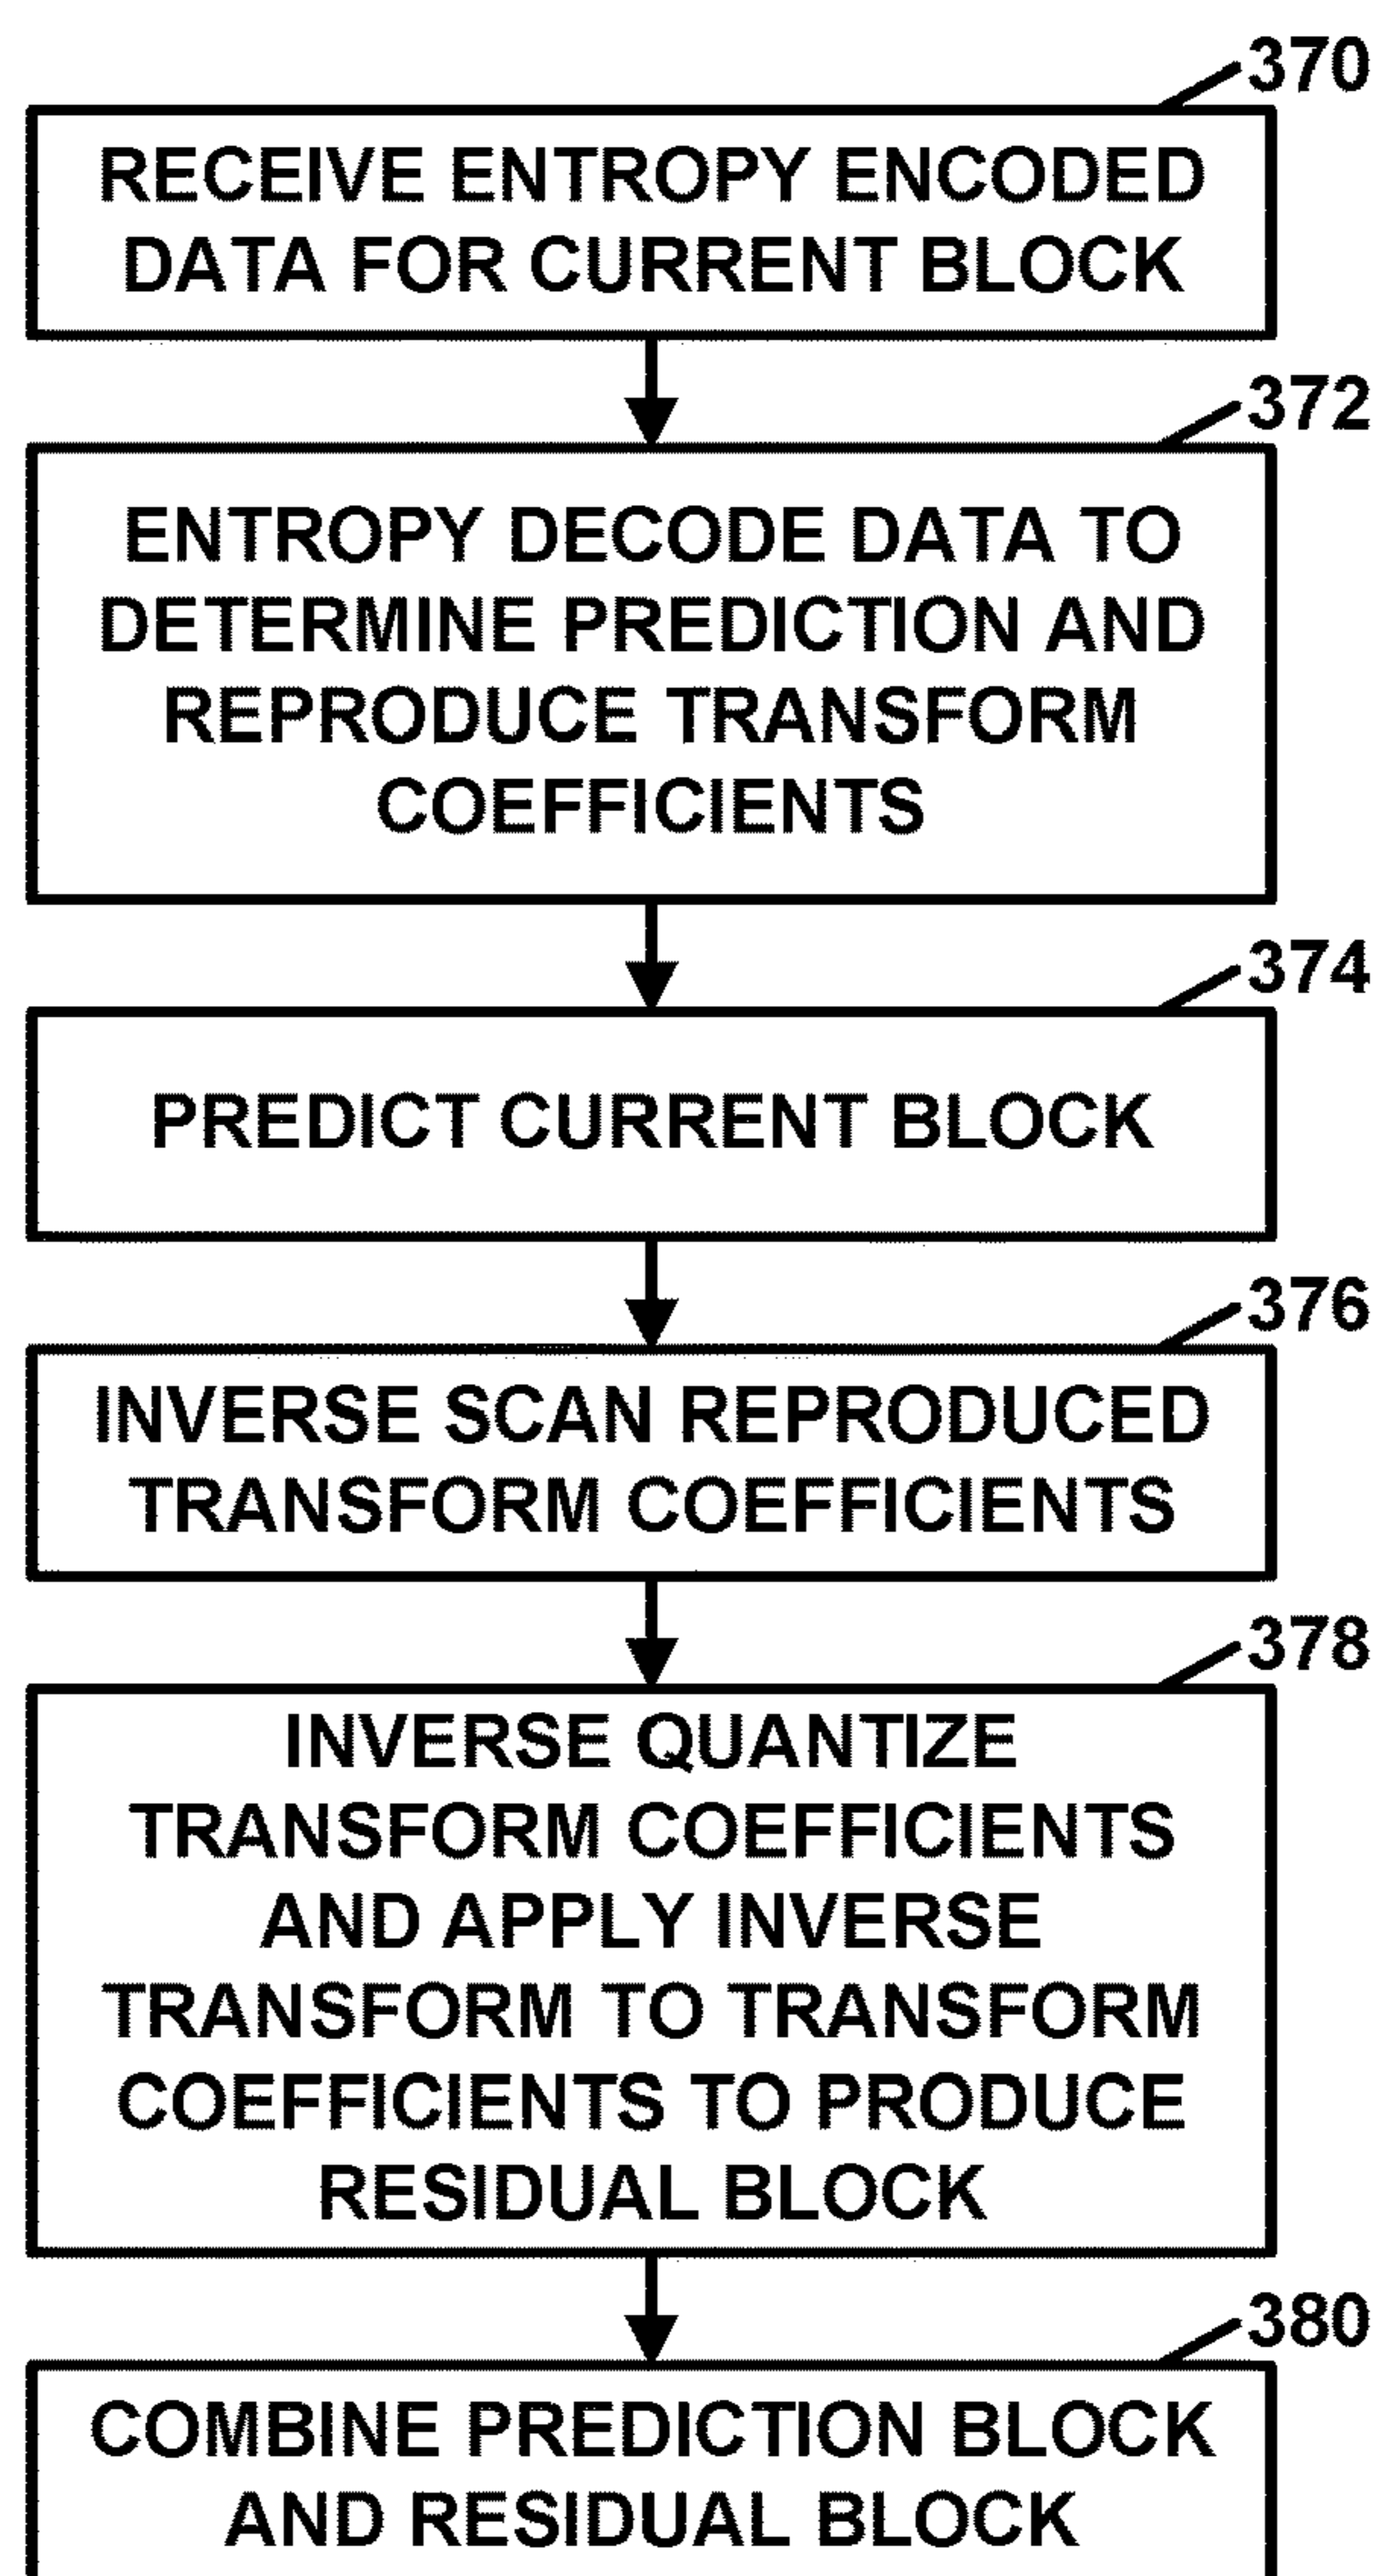 370
RECEIVE ENTROPY ENCODED
DATA FOR CURRENT BLOCK
372
ENTROPY DECODE DATA TO
DETERMINE PREDICTION AND
REPRODUCE TRANSFORM
COEFFICIENTS
374
PREDICT CURRENT BLOCK
376
INVERSE SCAN REPRODUCED
TRANSFORM COEFFICIENTS
378
INVERSE QUANTIZE
TRANSFORM COEFFICIENTS
AND APPLY INVERSE
TRANSFORM TO TRANSFORM
COEFFICIENTS TO PRODUCE
RESIDUAL BLOCK
380
COMBINE PREDICTION BLOCK
AND RESIDUAL BLOCK